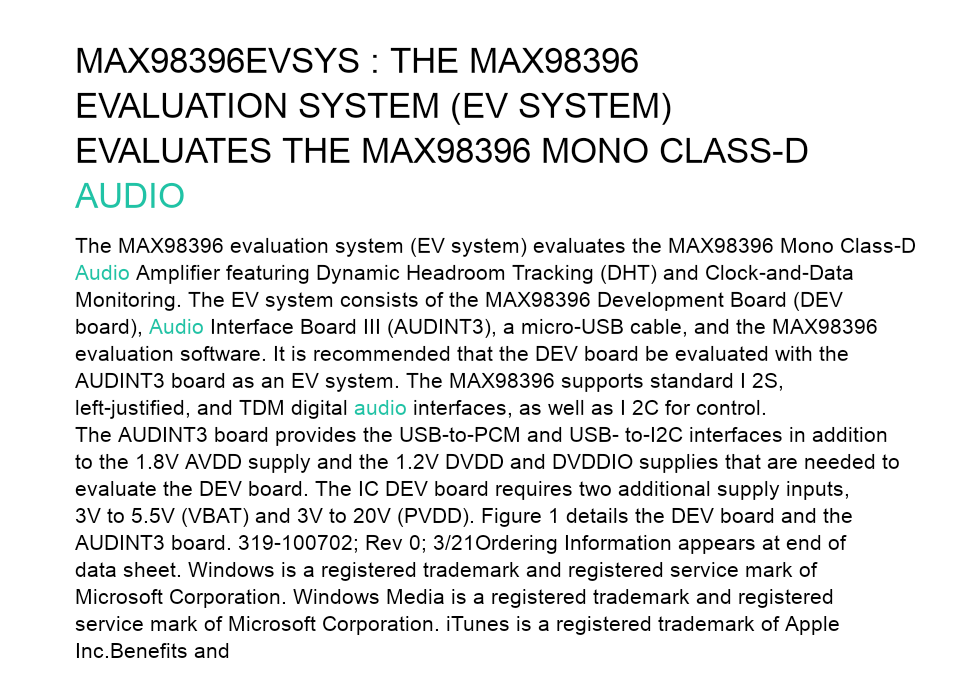 MAX98396EVSYS : THE MAX98396
EVALUATION SYSTEM (EV SYSTEM)
EVALUATES THE MAX98396 MONO CLASS-D
AUDIO
The MAX98396 evaluation system (EV system) evaluates the MAX98396 Mono Class-D
Audio Amplifier featuring Dynamic Headroom Tracking (DHT) and Clock-and-Data
Monitoring. The EV system consists of the MAX98396 Development Board (DEV
board), Audio Interface Board III (AUDINT3), a micro-USB cable, and the MAX98396
evaluation software. It is recommended that the DEV board be evaluated with the
AUDINT3 board as an EV system. The MAX98396 supports standard I 2S,
left-justified, and TDM digital audio interfaces, as well as I 2C for control.
The AUDINT3 board provides the USB-to-PCM and USB- to-I2C interfaces in addition
to the 1.8V AVDD supply and the 1.2V DVDD and DVDDIO supplies that are needed to
evaluate the DEV board. The IC DEV board requires two additional supply inputs,
3V to 5.5V (VBAT) and 3V to 20V (PVDD). Figure 1 details the DEV board and the
AUDINT3 board. 319-100702; Rev 0; 3/21Ordering Information appears at end of
data sheet. Windows is a registered trademark and registered service mark of
Microsoft Corporation. Windows Media is a registered trademark and registered
service mark of Microsoft Corporation. iTunes is a registered trademark of Apple
Inc.Benefits and